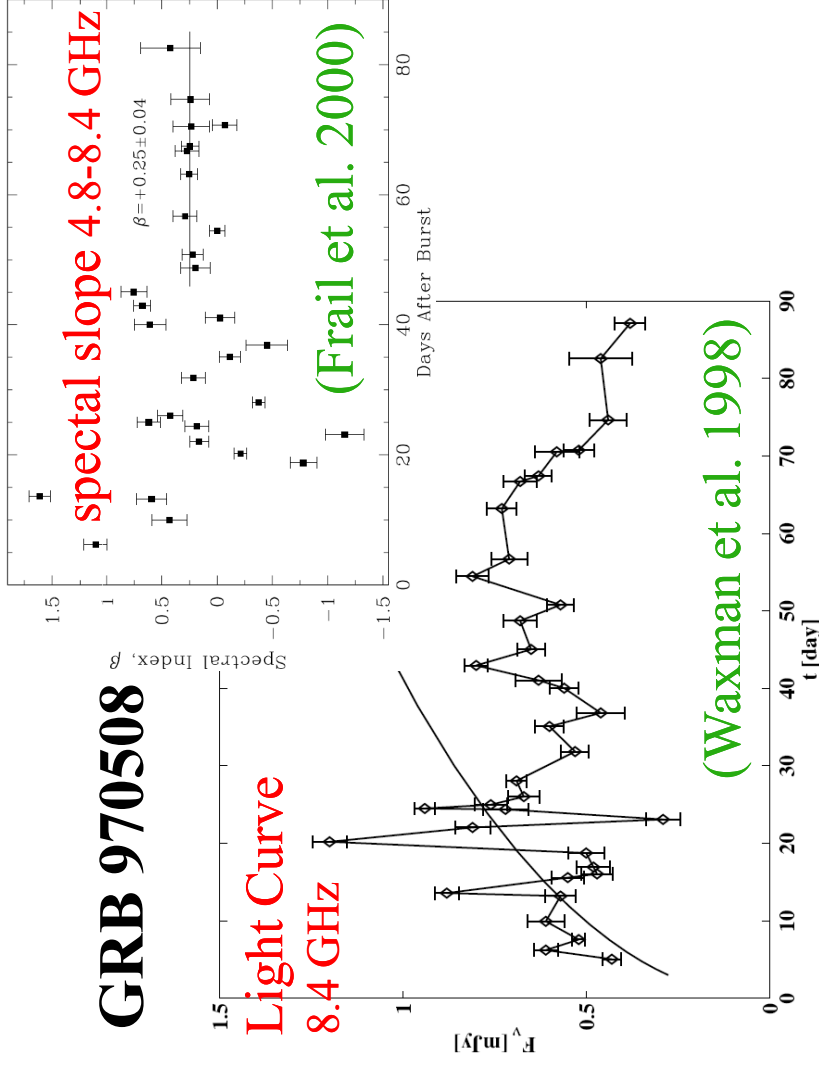 GRB 970508
spectal slope 4.8-8.4 GHz
1.5
1
0.5
0
−0.5
−1
−1.5
Spectral Index, β
β=+0.25±0.04
(Frail et al. 2000)
0 20 40 60 80
Days After Burst
Light Curve
8.4 GHz
1.5
1
0.5
0
Fν [mJy]
(Waxman et al. 1998)
0 10 20 30 40 50 60 70 80 90
t [day]